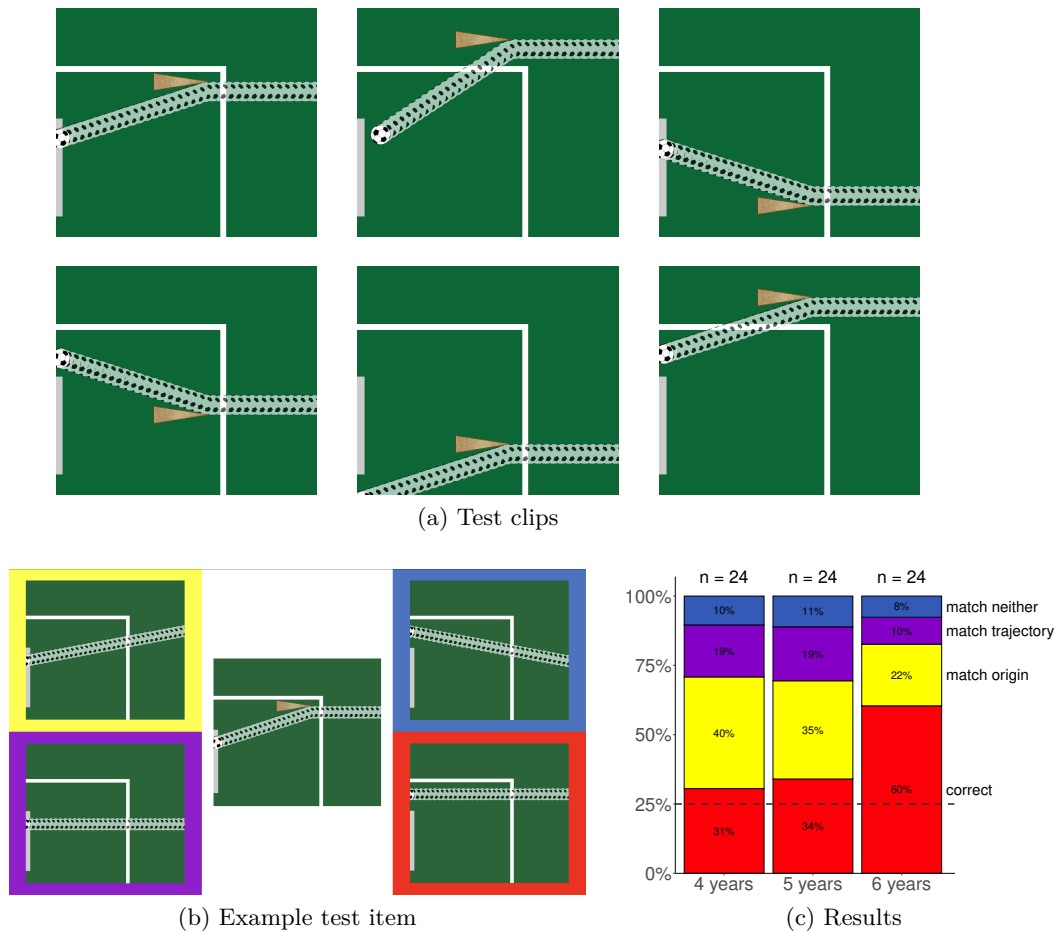 (a) Test clips
(b) Example test item
n = 24 n = 24 n = 24
100%
75%
50%
25%
0%
10% 11% 8% match neither
19% 19% 10% match trajectory
40% 35% 22% match origin
31% 34% 60% correct
4 years 5 years 6 years
(c) Results